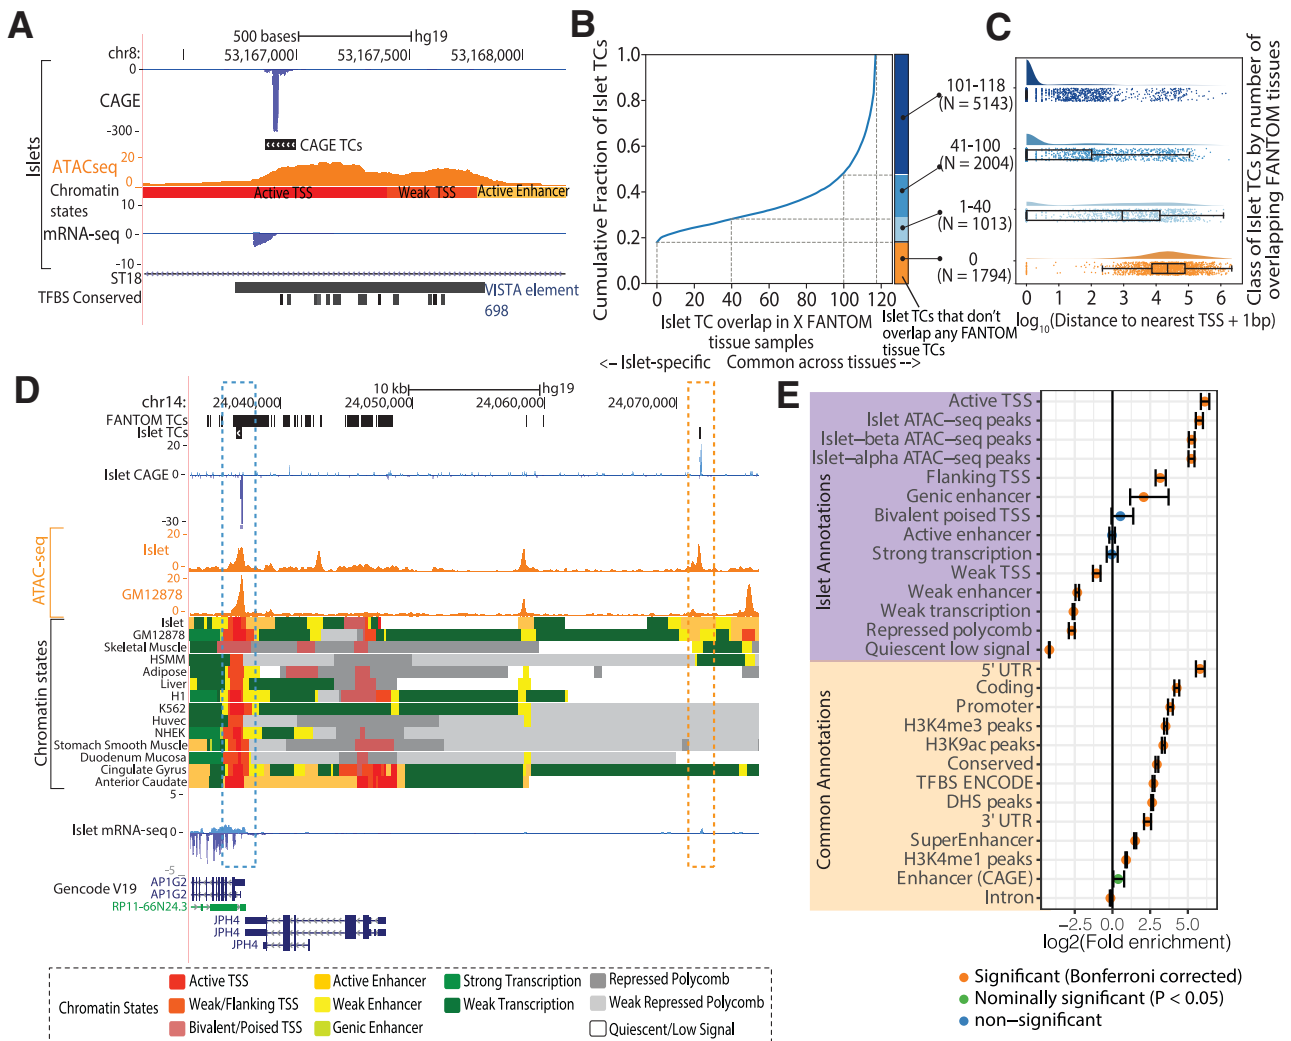 A
500 bases
hg19
chr8:
53,167,000
53,167,500
53,168,000
0
CAGE
-300
CAGE TCs
Islets
ATACseq
20
0
Chromatin
states
Active TSS
Weak TSS
Active Enhancer
10
mRNA-seq
0
-10
ST18
TFBS Conserved
VISTA element
698
B
Cumulative Fraction of Islet TCs
1.0
0.8
0.6
0.4
0.2
0.0
0
40
80
100
120
Islet TC overlap in X FANTOM
tissue samples
<– Islet-specific
Common across tissues -->
101-118
(N = 5143)
41-100
(N = 2004)
1-40
(N = 1013)
0
(N = 1794)
Islet TCs that don't
overlap any FANTOM
tissue TCs
C
0
1
2
3
4
5
6
log10(Distance to nearest TSS + 1bp)
Class of Islet TCs by number of
overlapping FANTOM tissues
D
10 kb
hg19
chr14:
24,040,000
24,050,000
24,060,000
24,070,000
FANTOM TCs
Islet TCs
20
Islet CAGE
0
-30
ATAC-seq
20
Islet
0
20
GM12878
0
Chromatin states
Islet
GM12878
Skeletal Muscle
HSMM
Adipose
Liver
H1
K562
Huvec
NHEK
Stomach Smooth Muscle
Duodenum Mucosa
Cingulate Gyrus
Anterior Caudate
5
Islet mRNA-seq
0
-5
Gencode V19
AP1G2
AP1G2
RP11-66N24.3
JPH4
JPH4
JPH4
Chromatin States
Active TSS
Weak/Flanking TSS
Bivalent/Poised TSS
Active Enhancer
Weak Enhancer
Genic Enhancer
Strong Transcription
Weak Transcription
Repressed Polycomb
Weak Repressed Polycomb
Quiescent/Low Signal
E
Islet Annotations
Active TSS
Islet ATAC–seq peaks
Islet–beta ATAC–seq peaks
Islet–alpha ATAC–seq peaks
Flanking TSS
Genic enhancer
Bivalent poised TSS
Active enhancer
Strong transcription
Weak TSS
Weak enhancer
Weak transcription
Repressed polycomb
Quiescent low signal
Common Annotations
5' UTR
Coding
Promoter
H3K4me3 peaks
H3K9ac peaks
Conserved
TFBS ENCODE
DHS peaks
3' UTR
SuperEnhancer
H3K4me1 peaks
Enhancer (CAGE)
Intron
−2.5
0.0
2.5
5.0
log2(Fold enrichment)
Significant (Bonferroni corrected)
Nominally significant (P < 0.05)
non–significant